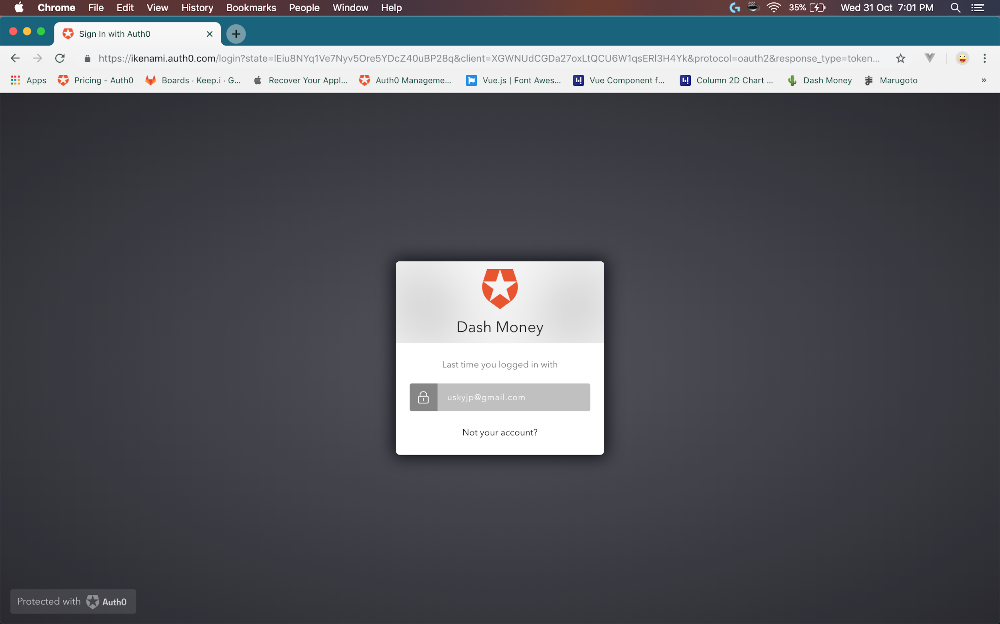 Chrome File Edit View History Bookmarks People Window Help 35% Wed 31 Oct 7:01 PM
Sign In with Auth0
https://ikenami.auth0.com/login?state=lEiu8NYq1Ve7Nyv5Ore5YDcZ40uBP28q&client=XGWNUdCGDa27oxLtQCU6W1qsERl3H4Yk&protocol=oauth2&response_type=token...
Apps Pricing - Auth0 Boards · Keep.i · G... Recover Your Appl... Auth0 Manageme... Vue.js | Font Awes... Vue Component f... Column 2D Chart ... Dash Money Marugoto »
Dash Money
Last time you logged in with
uskyjp@gmail.com
Not your account?
Protected with Auth0